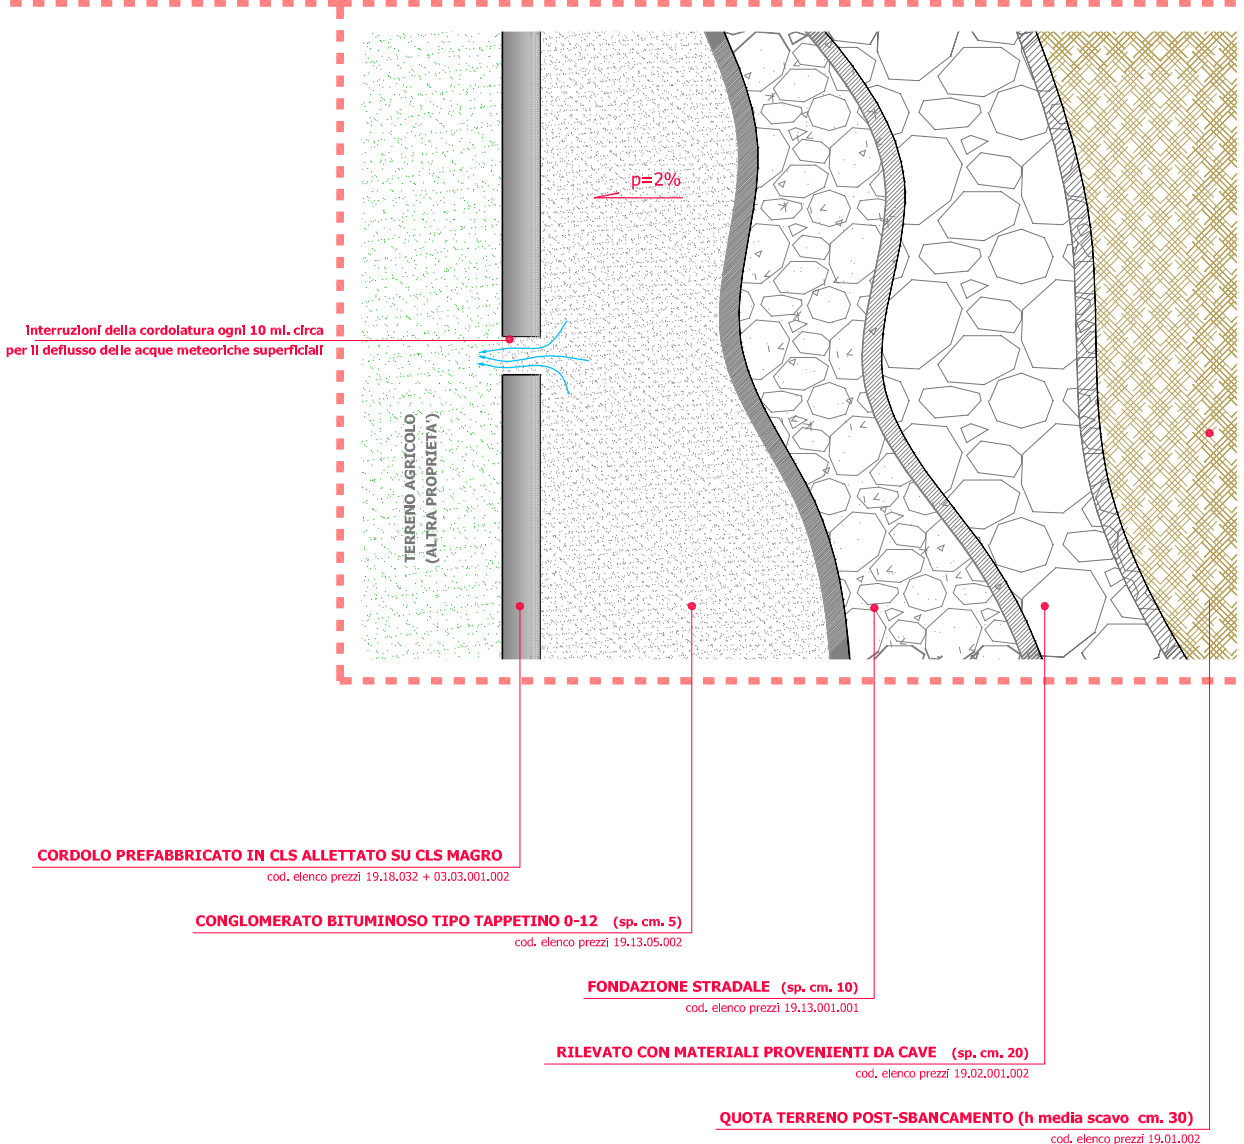 p=2%
Interruzioni della cordolatura ogni 10 ml. circa
per il deflusso delle acque meteoriche superficiali
TERRENO AGRICOLO
(ALTRA PROPRIETA')
CORDOLO PREFABBRICATO IN CLS ALLETTATO SU CLS MAGRO
cod. elenco prezzi 19.18.032 + 03.03.001.002
CONGLOMERATO BITUMINOSO TIPO TAPPETINO 0-12 (sp. cm. 5)
cod. elenco prezzi 19.13.05.002
FONDAZIONE STRADALE (sp. cm. 10)
cod. elenco prezzi 19.13.001.001
RILEVATO CON MATERIALI PROVENIENTI DA CAVE (sp. cm. 20)
cod. elenco prezzi 19.02.001.002
QUOTA TERRENO POST-SBANCAMENTO (h media scavo cm. 30)
cod. elenco prezzi 19.01.002